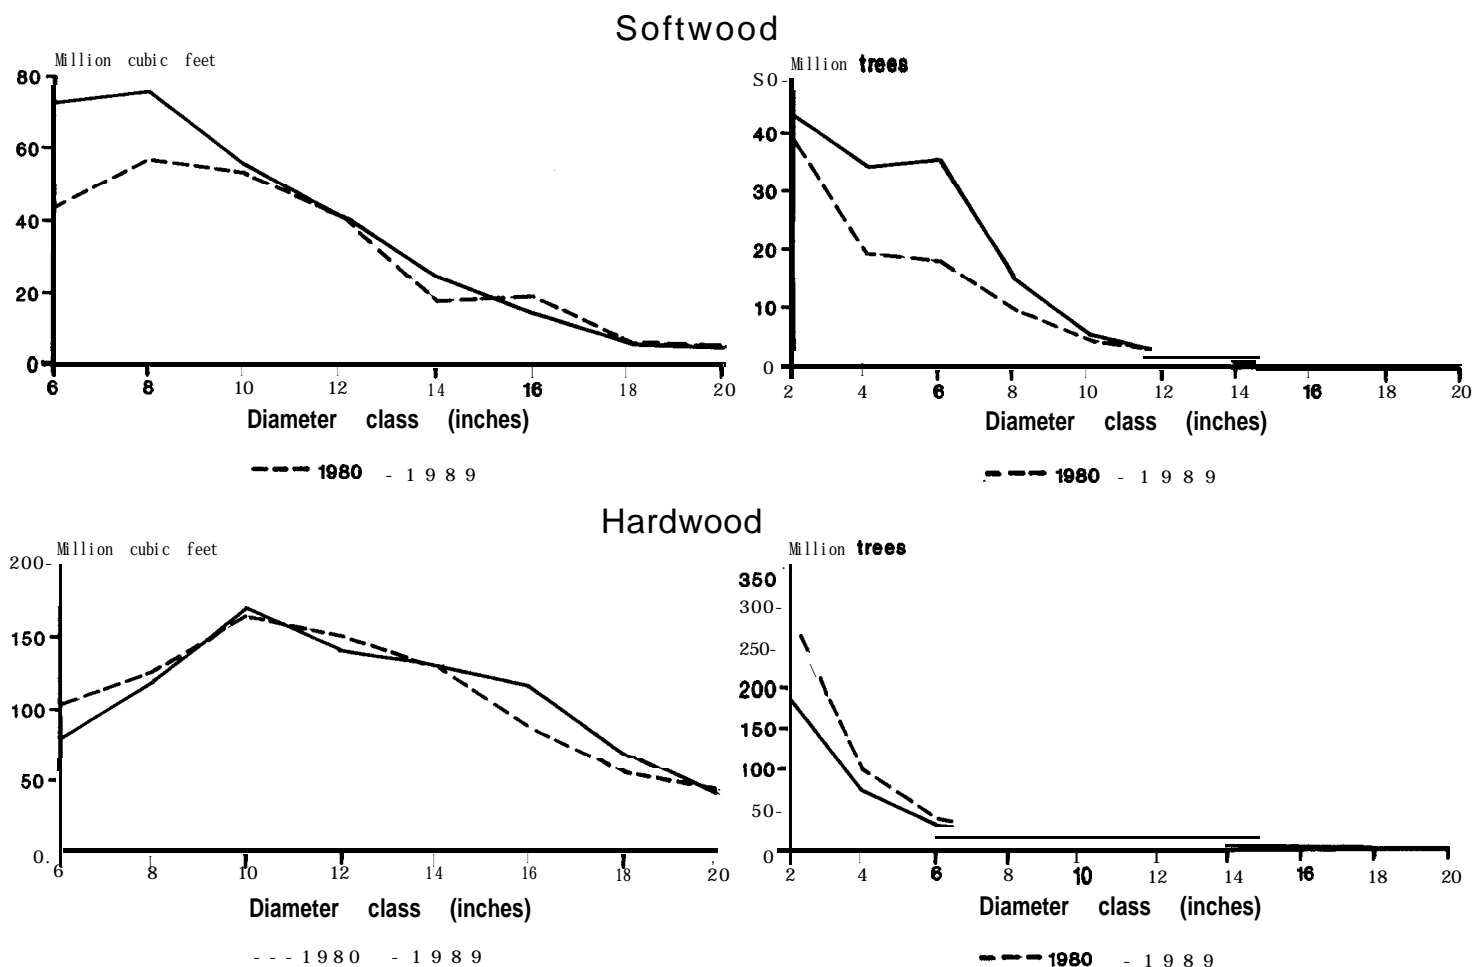 Softwood
Million cubic feet
80
60
40
20
0
6 8 10 12 14 16 18 20
Diameter class (inches)
1980 - 1989
Million trees
S0-
40
30
20
10
0
2 4 6 8 10 12 14 16 18 20
Diameter class (inches)
1980 - 1989
Hardwood
Million cubic feet
200-
150
100
50
0.
6 8 10 12 14 16 18 20
Diameter class (inches)
---1980 -1989
Million trees
350
300-
250-
200
150
100
50-
0
2 4 6 8 10 12 14 16 18 20
Diameter class (inches)
1980 - 1989